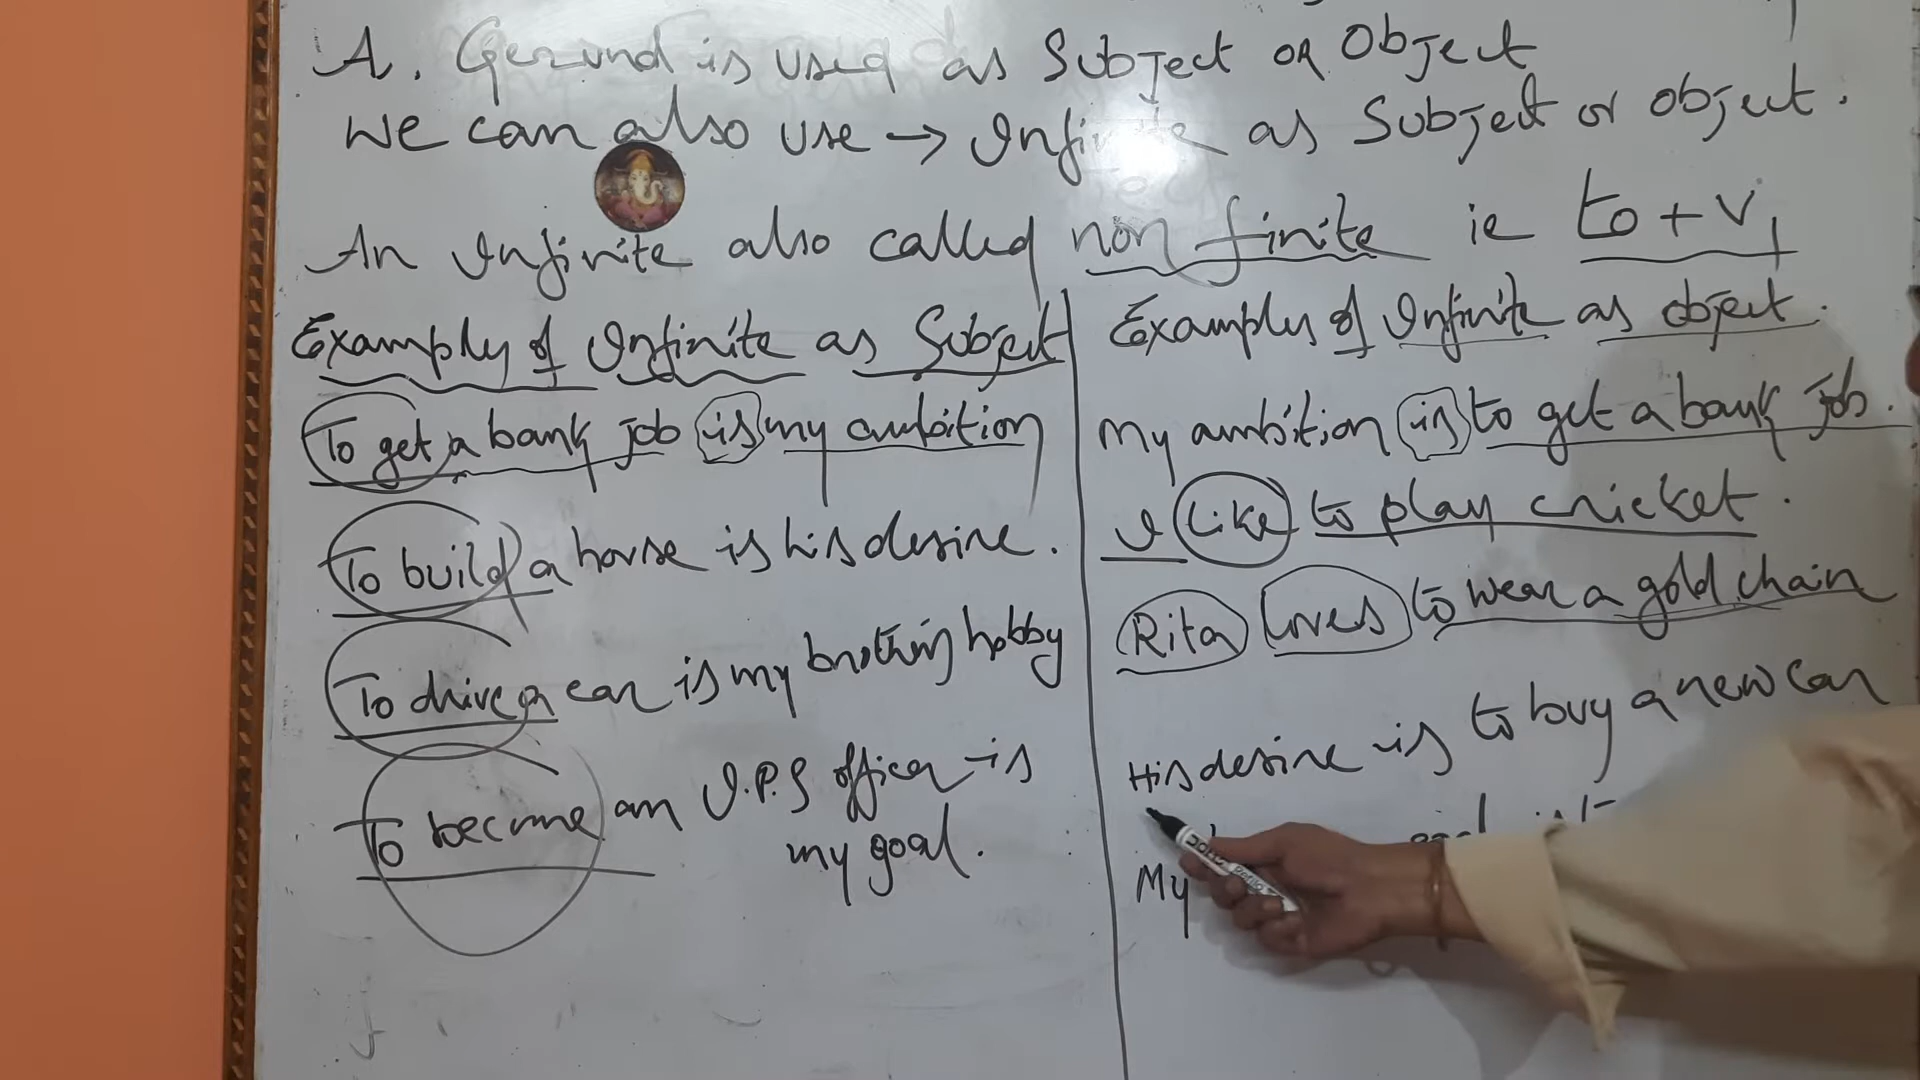 A. Gerund is used as Subject OR Object
We can also use → Infinite as Subject or object.
An Infinite also called non finite ie to + V1
Examply of Infinite as Subject
To get a bank job is my ambition
To build a house is his desire.
To drive a car is my brothers hobby
To become an I.P.S officer is
my goal.
Examples of Infinite as object.
My ambition is to get a bank job.
I Like to play cricket.
Rita Loves to wear a gold chain
His desire is to buy a new car
My